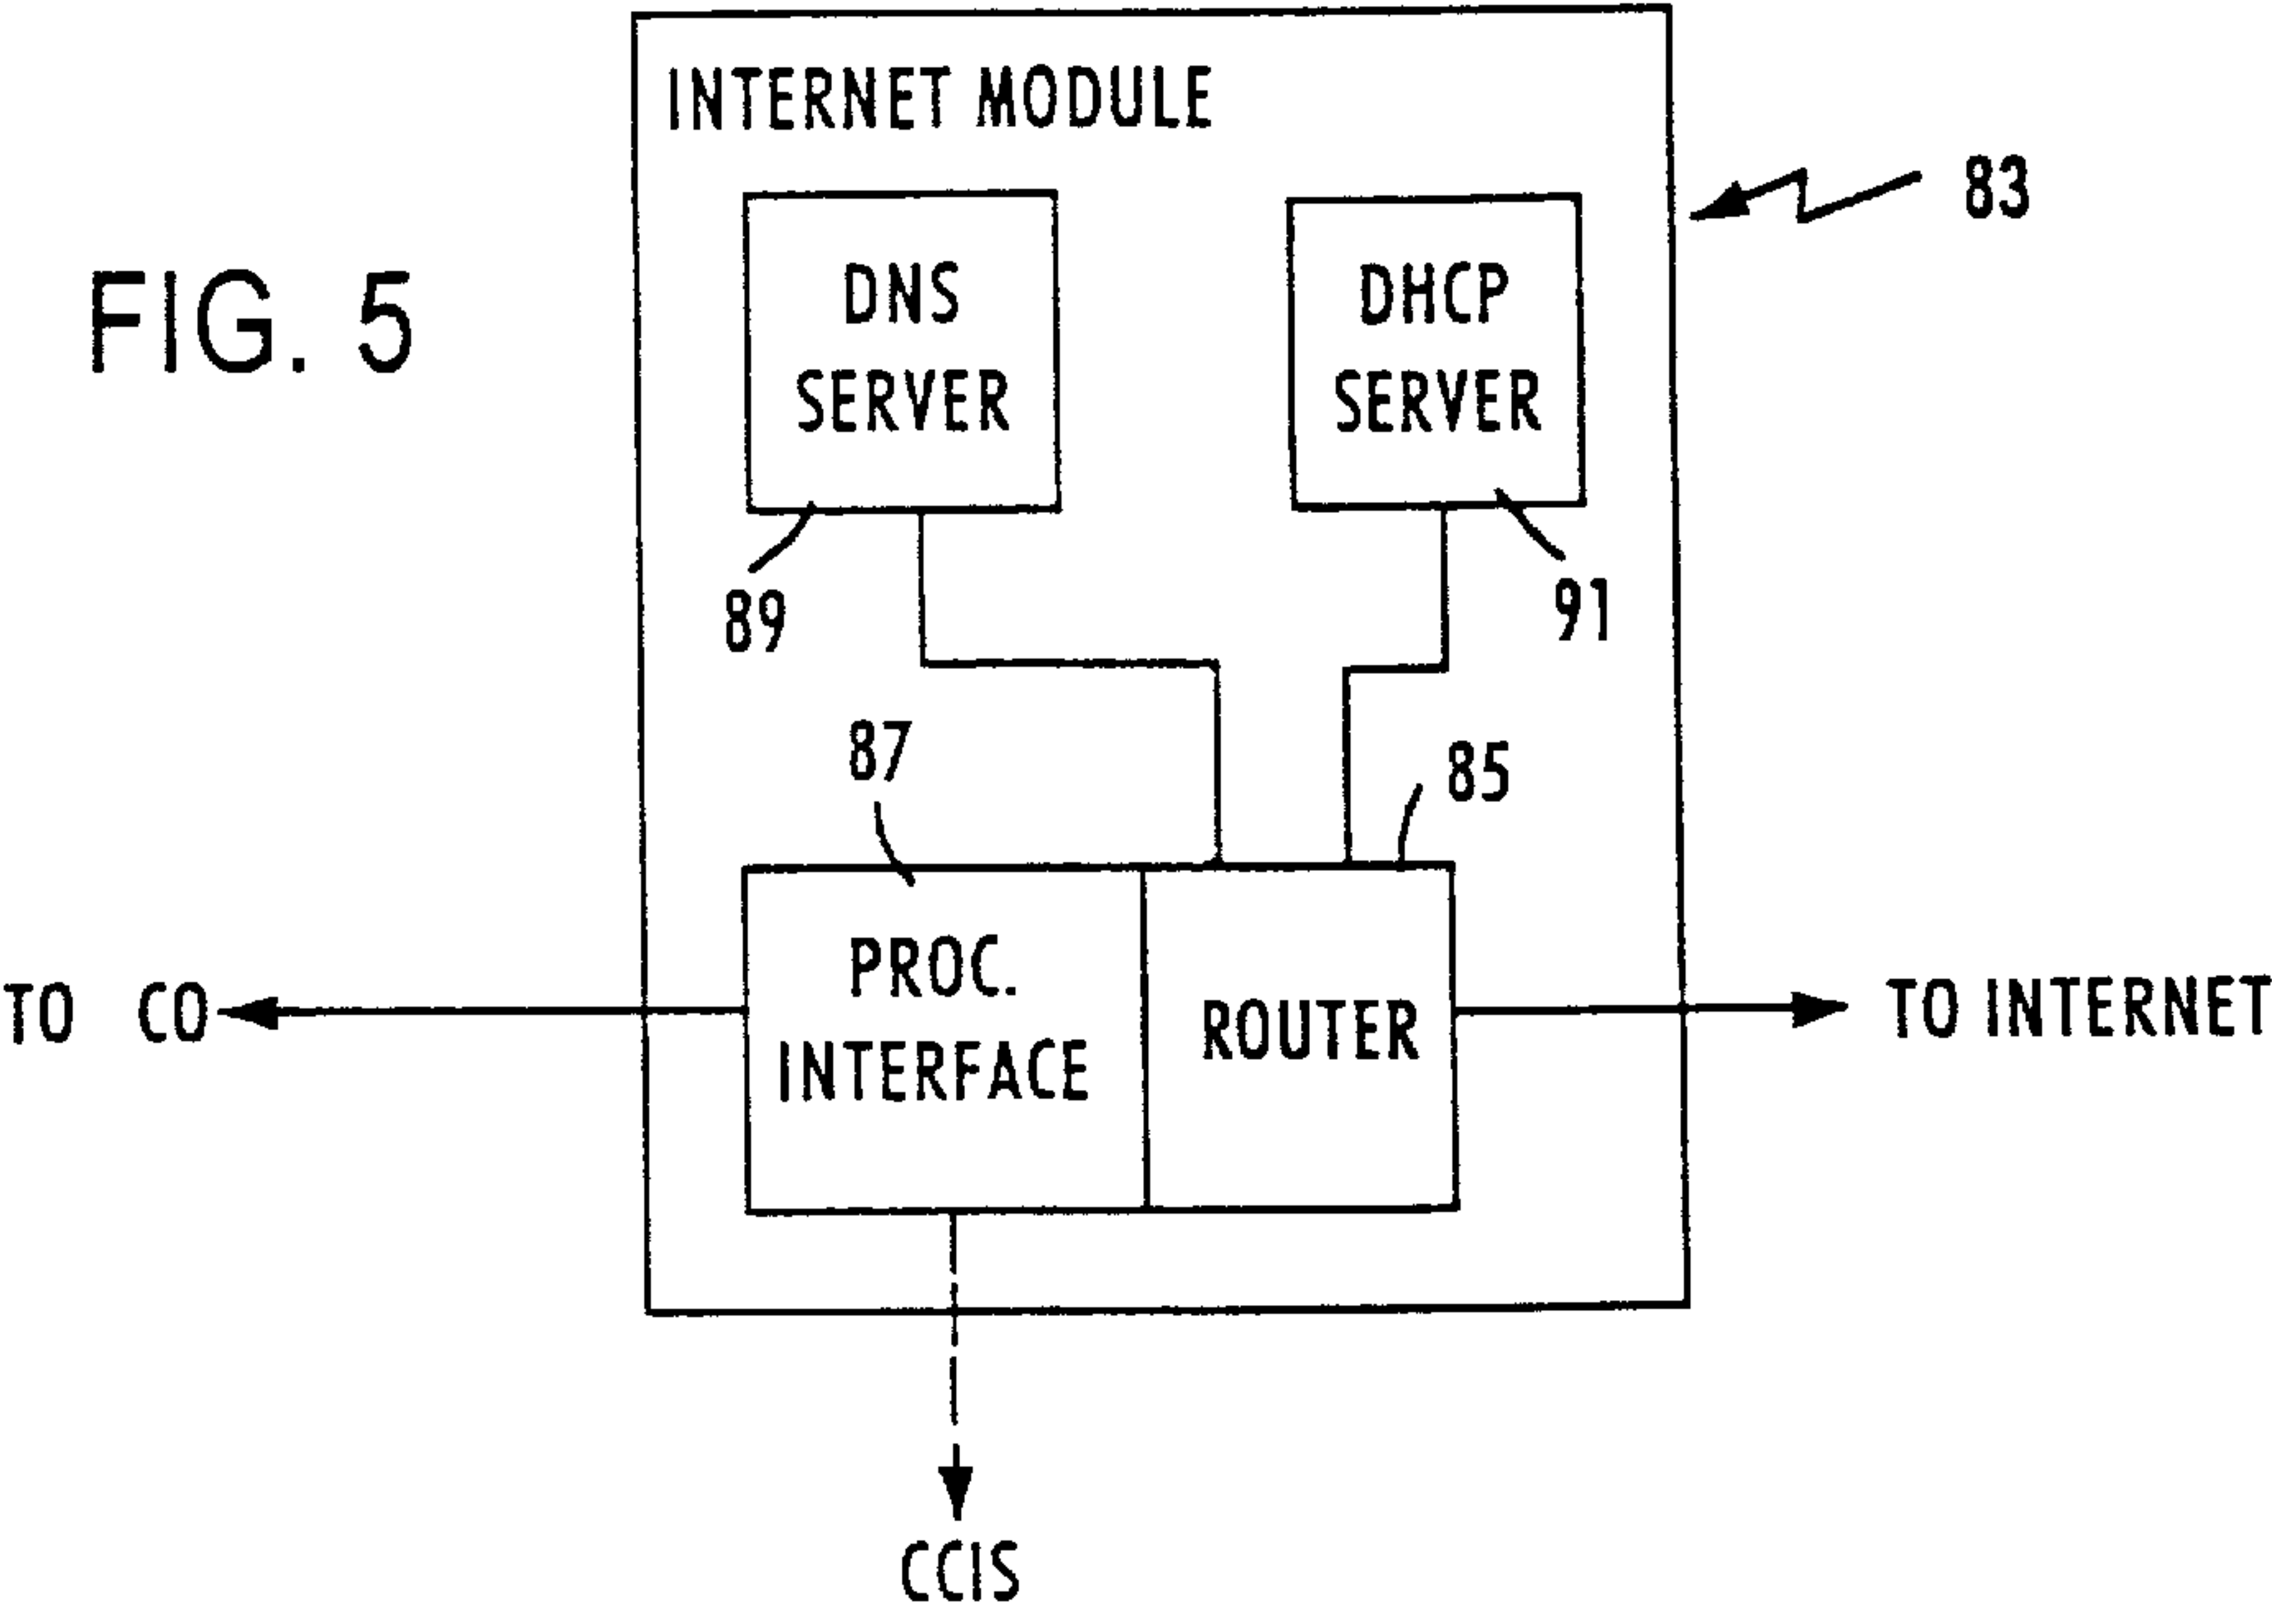 INTERNET MODULE
83
FIG. 5
DNS
SERVER
DHCP
SERVER
89
91
87
85
PROC.
INTERFACE
ROUTER
TO CO
TO INTERNET
CCIS